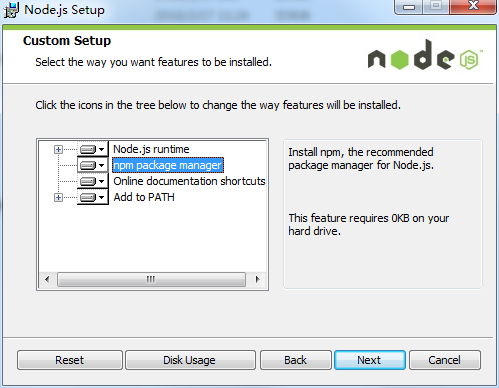 Node.js Setup
Custom Setup
Select the way you want features to be installed.
node
JS
Click the icons in the tree below to change the way features will be installed.
Node.js runtime
npm package manager
Online documentation shortcuts
Add to PATH
Install npm, the recommended
package manager for Node.js.
This feature requires 0KB on your
hard drive.
Reset
Disk Usage
Back
Next
Cancel